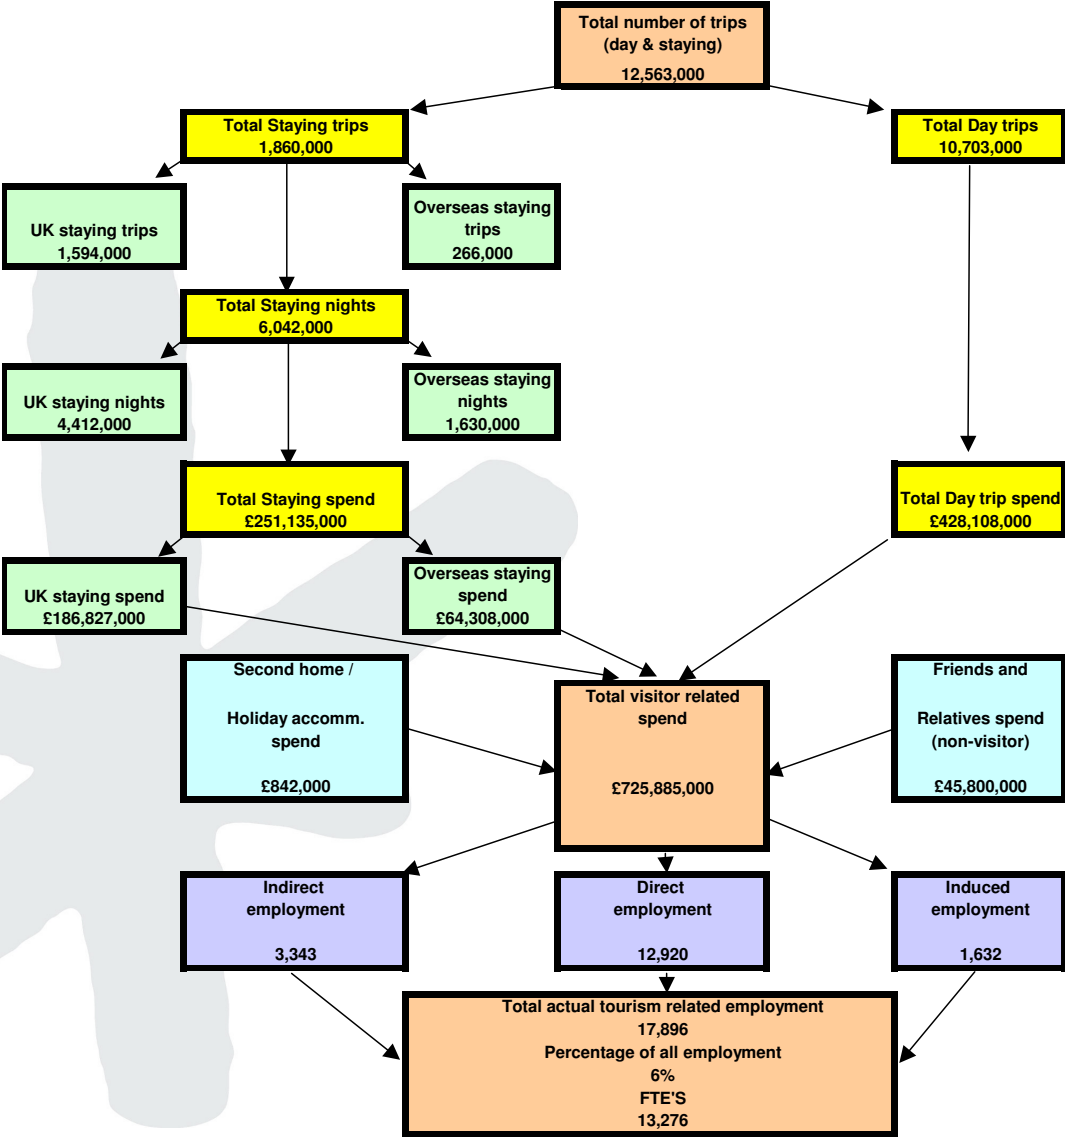 Total number of trips
(day & staying)
12,563,000
Total Staying trips
1,860,000
Total Day trips
10,703,000
UK staying trips
1,594,000
Overseas staying
trips
266,000
Total Staying nights
6,042,000
UK staying nights
4,412,000
Overseas staying
nights
1,630,000
Total Staying spend
£251,135,000
Total Day trip spend
£428,108,000
UK staying spend
£186,827,000
Overseas staying
spend
£64,308,000
Second home /
Holiday accomm.
spend
£842,000
Total visitor related
spend
£725,885,000
Friends and
Relatives spend
(non-visitor)
£45,800,000
Indirect
employment
3,343
Direct
employment
12,920
Induced
employment
1,632
Total actual tourism related employment
17,896
Percentage of all employment
6%
FTE'S
13,276